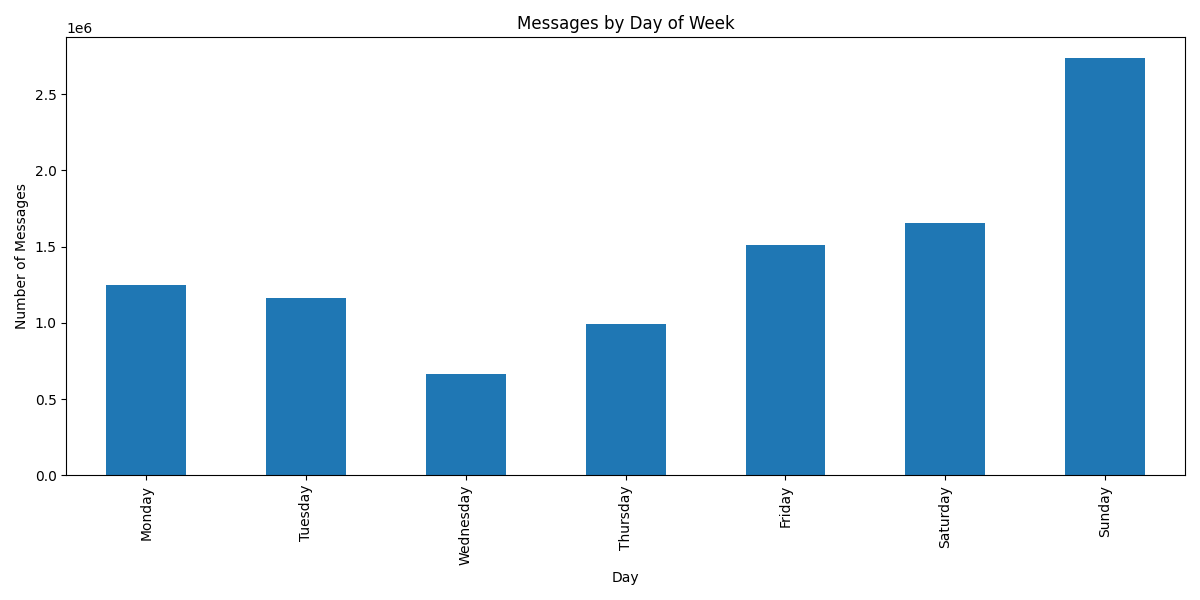 Messages by Day of Week
1e6
2.5
2.0
1.5
1.0
0.5
0.0
Number of Messages
Monday
Tuesday
Wednesday
Thursday
Friday
Saturday
Sunday
Day